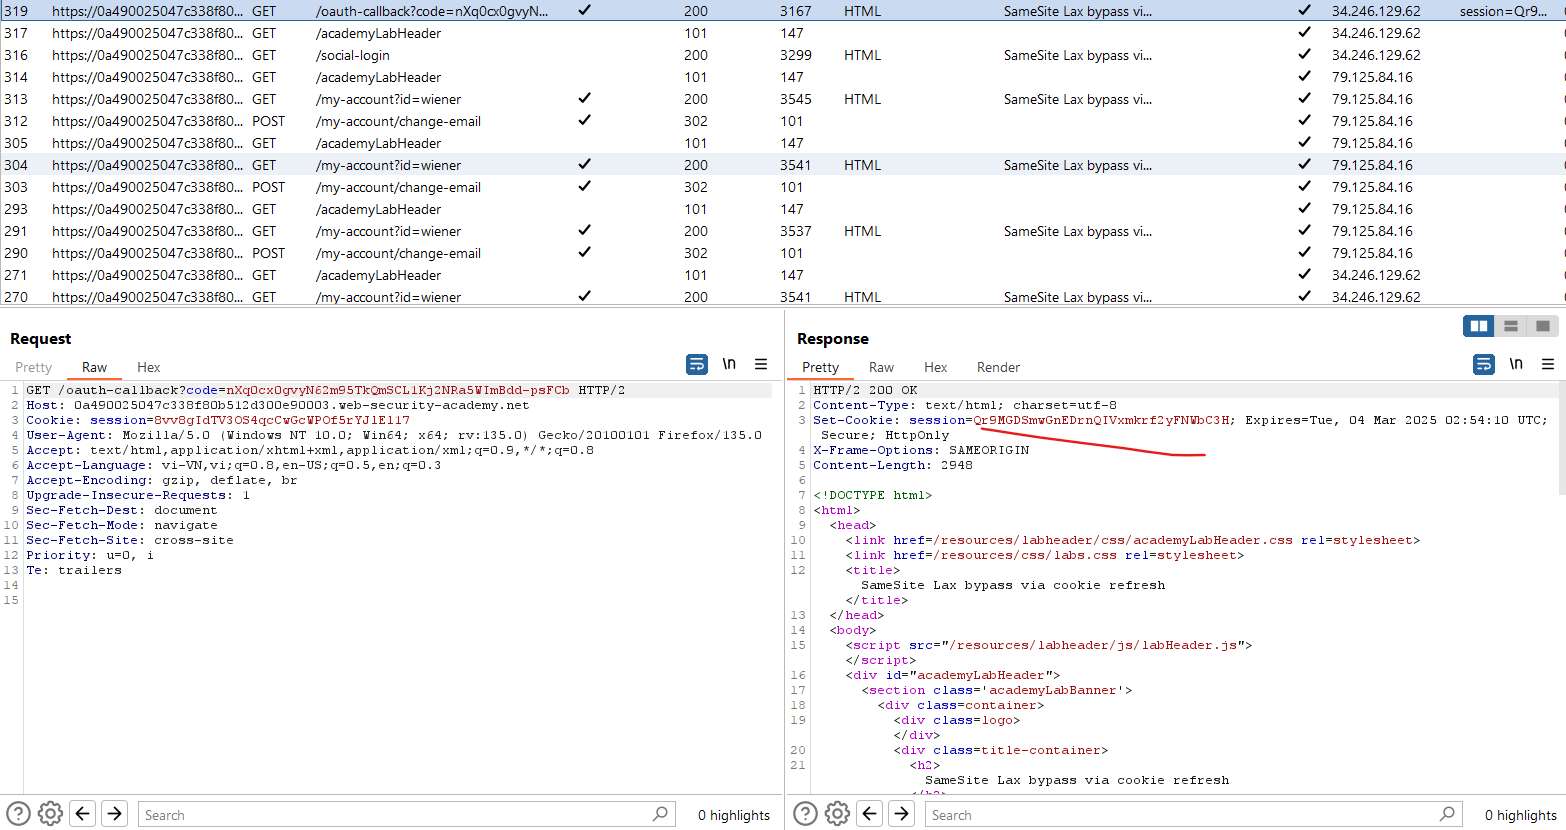 319 https://0a490025047c338f80... GET /oauth-callback?code=nXq0cx0gvyN... ✓ 200 3167 HTML SameSite Lax bypass vi... ✓ 34.246.129.62 session=Qr9...
317 https://0a490025047c338f80... GET /academyLabHeader 101 147 ✓ 34.246.129.62
316 https://0a490025047c338f80... GET /social-login 200 3299 HTML SameSite Lax bypass vi... ✓ 34.246.129.62
314 https://0a490025047c338f80... GET /academyLabHeader 101 147 ✓ 79.125.84.16
313 https://0a490025047c338f80... GET /my-account?id=wiener ✓ 200 3545 HTML SameSite Lax bypass vi... ✓ 79.125.84.16
312 https://0a490025047c338f80... POST /my-account/change-email ✓ 302 101 ✓ 79.125.84.16
305 https://0a490025047c338f80... GET /academyLabHeader 101 147 ✓ 79.125.84.16
304 https://0a490025047c338f80... GET /my-account?id=wiener ✓ 200 3541 HTML SameSite Lax bypass vi... ✓ 79.125.84.16
303 https://0a490025047c338f80... POST /my-account/change-email ✓ 302 101 ✓ 79.125.84.16
293 https://0a490025047c338f80... GET /academyLabHeader 101 147 ✓ 79.125.84.16
291 https://0a490025047c338f80... GET /my-account?id=wiener ✓ 200 3537 HTML SameSite Lax bypass vi... ✓ 79.125.84.16
290 https://0a490025047c338f80... POST /my-account/change-email ✓ 302 101 ✓ 79.125.84.16
271 https://0a490025047c338f80... GET /academyLabHeader 101 147 ✓ 34.246.129.62
270 https://0a490025047c338f80... GET /my-account?id=wiener ✓ 200 3541 HTML SameSite Lax bypass vi... ✓ 34.246.129.62
Request
Pretty Raw Hex \n
1 GET /oauth-callback?code=nXq0cx0gvyN62m95TkQmSCL1Kj2NRa5WImBdd-psFCb HTTP/2
2 Host: 0a490025047c338f80b512d300e90003.web-security-academy.net
3 Cookie: session=8vv8gIdTV3OS4qcCwGcWPOf5rYJlEl17
4 User-Agent: Mozilla/5.0 (Windows NT 10.0; Win64; x64; rv:135.0) Gecko/20100101 Firefox/135.0
5 Accept: text/html,application/xhtml+xml,application/xml;q=0.9,*/*;q=0.8
6 Accept-Language: vi-VN,vi;q=0.8,en-US;q=0.5,en;q=0.3
7 Accept-Encoding: gzip, deflate, br
8 Upgrade-Insecure-Requests: 1
9 Sec-Fetch-Dest: document
10 Sec-Fetch-Mode: navigate
11 Sec-Fetch-Site: cross-site
12 Priority: u=0, i
13 Te: trailers
14
15
Search 0 highlights
Response
Pretty Raw Hex Render \n
1 HTTP/2 200 OK
2 Content-Type: text/html; charset=utf-8
3 Set-Cookie: session=Qr9MGDSmwGnEDrnQIVxmkrf2yFNWbC3H; Expires=Tue, 04 Mar 2025 02:54:10 UTC;
Secure; HttpOnly
4 X-Frame-Options: SAMEORIGIN
5 Content-Length: 2948
6
7 <!DOCTYPE html>
8 <html>
9 <head>
10 <link href=/resources/labheader/css/academyLabHeader.css rel=stylesheet>
11 <link href=/resources/css/labs.css rel=stylesheet>
12 <title>
SameSite Lax bypass via cookie refresh
</title>
13 </head>
14 <body>
15 <script src="/resources/labheader/js/labHeader.js">
</script>
16 <div id="academyLabHeader">
17 <section class='academyLabBanner'>
18 <div class=container>
19 <div class=logo>
</div>
20 <div class=title-container>
21 <h2>
SameSite Lax bypass via cookie refresh
</h2>
Search 0 highlights